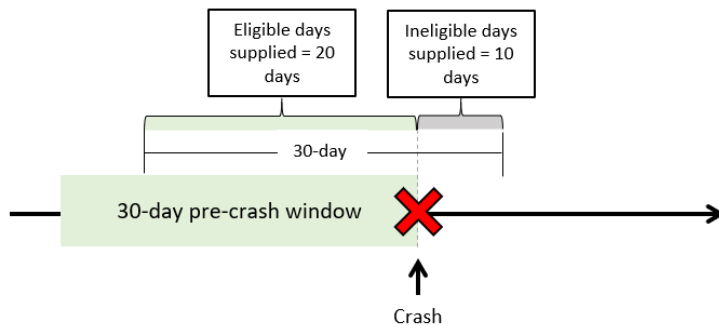 Eligible days
supplied = 20
days
Ineligible days
supplied = 10
days
30-day
30-day pre-crash window
Crash